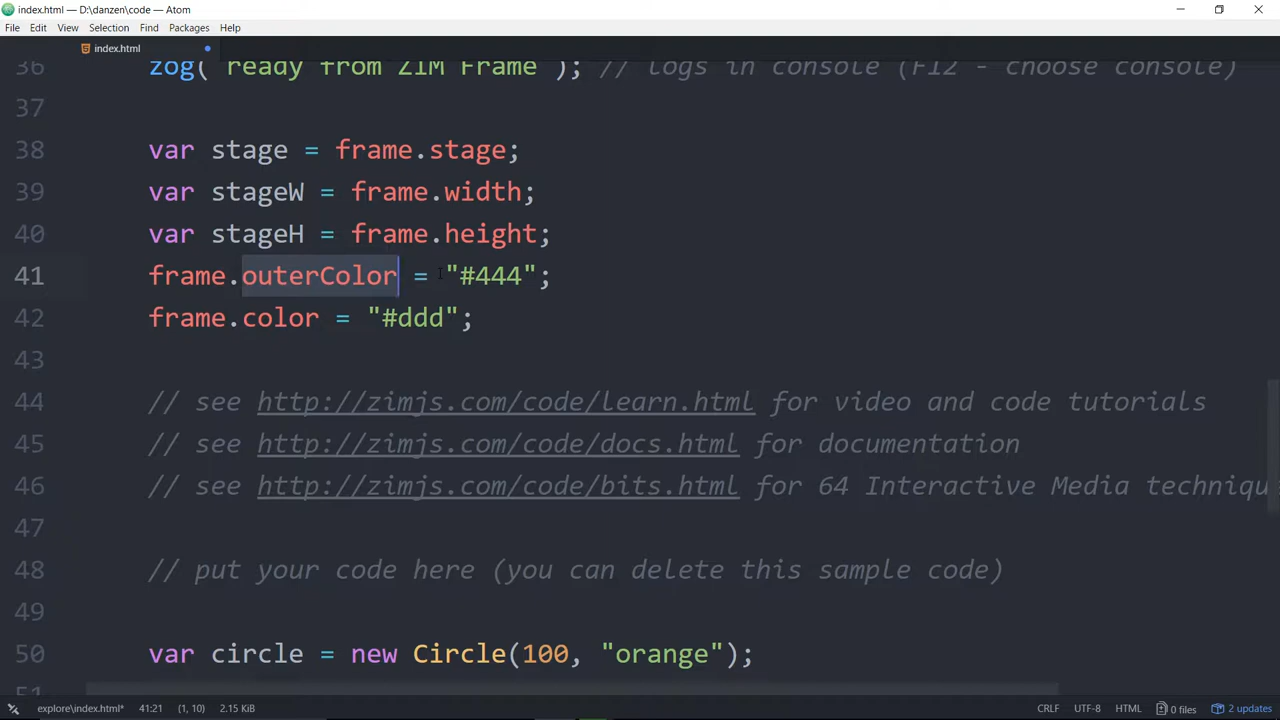 index.html — D:\danzen\code — Atom
File Edit View Selection Find Packages Help
index.html
36 zog("ready from ZIM Frame"); // logs in console (F12 - choose console)
37
38 var stage = frame.stage;
39 var stageW = frame.width;
40 var stageH = frame.height;
41 frame.outerColor = "#444";
42 frame.color = "#ddd";
43
44 // see http://zimjs.com/code/learn.html for video and code tutorials
45 // see http://zimjs.com/code/docs.html for documentation
46 // see http://zimjs.com/code/bits.html for 64 Interactive Media techniqu
47
48 // put your code here (you can delete this sample code)
49
50 var circle = new Circle(100, "orange");
51
explore\index.html* 41:21 (1, 10) 2.15 KiB CRLF UTF-8 HTML 0 files 2 updates